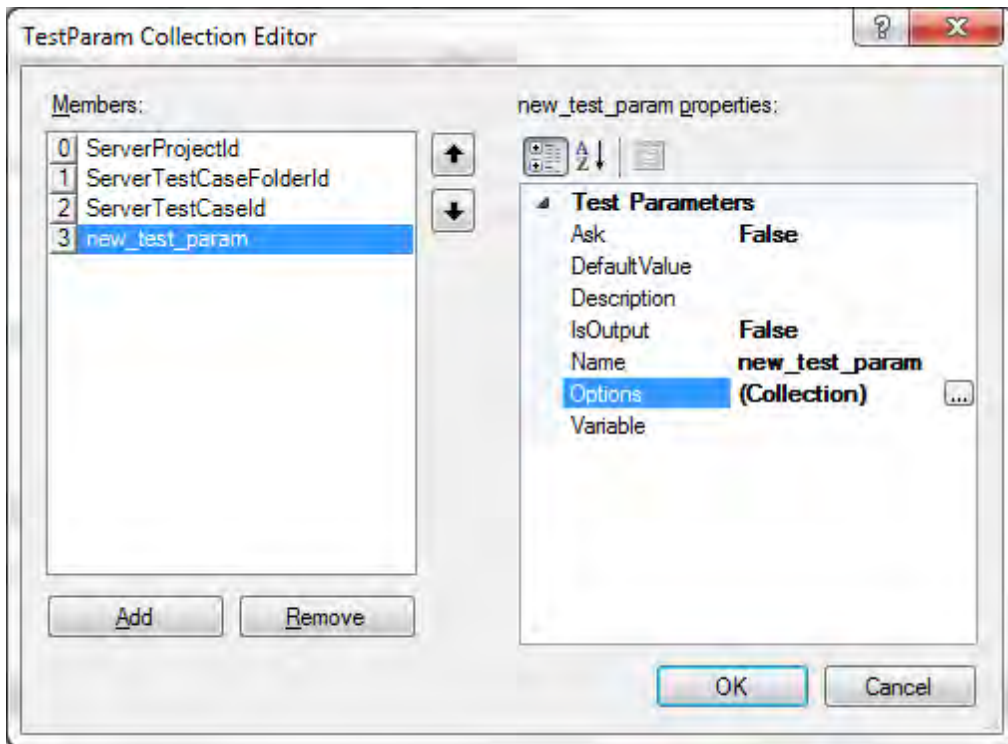 TestParam Collection Editor
?
X
Members:
new_test_param properties:
0 ServerProjectId
1 ServerTestCaseFolderId
2 ServerTestCaseId
3 new_test_param
A
Z
Test Parameters
Ask False
DefaultValue
Description
IsOutput False
Name new_test_param
Options (Collection) ...
Variable
Add
Remove
OK
Cancel